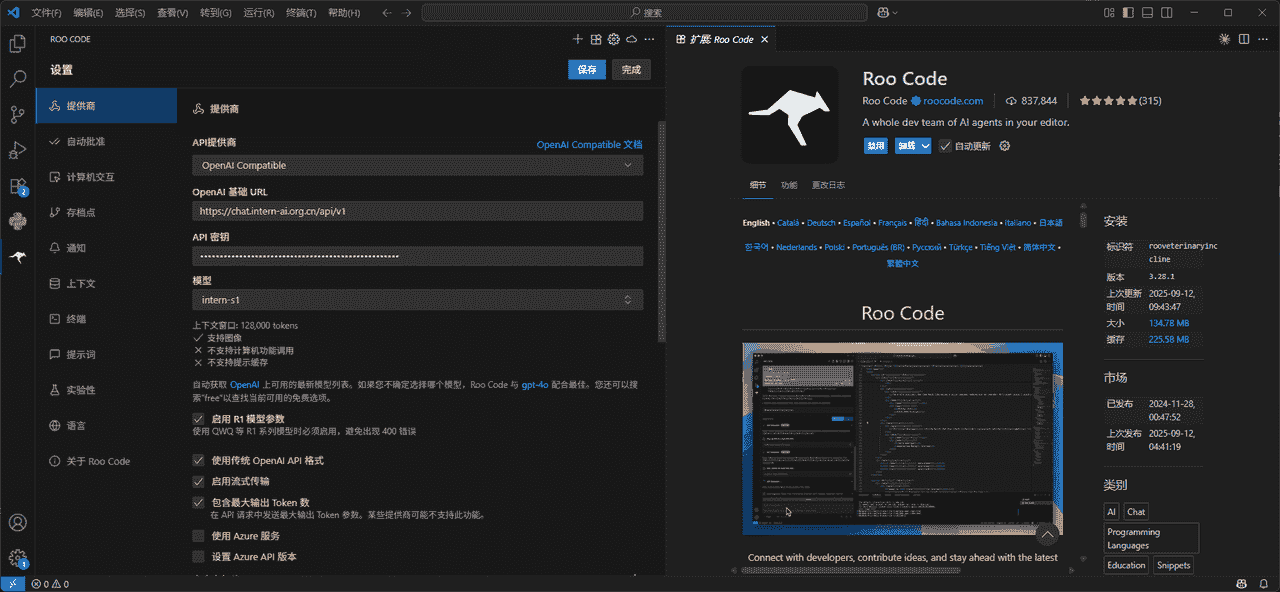 文件(F) 编辑(E) 选择(S) 查看(V) 转到(G) 运行(R) 终端(T) 帮助(H) 搜索
ROO CODE
设置 保存 完成
提供商
自动批准
计算机交互
存档点
通知
上下文
终端
提示词
实验性
语言
关于 Roo Code
提供商
API提供商 OpenAI Compatible 文档
OpenAI Compatible
OpenAI 基础 URL
https://chat.intern-ai.org.cn/api/v1
API 密钥
模型
intern-s1
上下文窗口: 128,000 tokens
支持图像
不支持计算机功能调用
不支持提示缓存
自动获取 OpenAI 上可用的最新模型列表。如果您不确定选择哪个模型，Roo Code 与 gpt-4o 配合最佳。您还可以搜
索"free"以查找当前可用的免费选项。
启用 R1 模型参数
使用 QWQ 等 R1 系列模型时必须启用，避免出现 400 错误
使用传统 OpenAI API 格式
启用流式传输
包含最大输出 Token 数
在 API 请求中发送最大输出 Token 参数。某些提供商可能不支持此功能。
使用 Azure 服务
设置 Azure API 版本
0 0
扩展: Roo Code
Roo Code
Roo Code roocode.com 837,844 (315)
A whole dev team of AI agents in your editor.
禁用 卸载 自动更新
细节 功能 更改日志
English • Català • Deutsch • Español • Français • हिंदी • Bahasa Indonesia • Italiano • 日本語
한국어 • Nederlands • Polski • Português (BR) • Русский • Türkçe • Tiếng Việt • 简体中文 •
繁體中文
Roo Code
Connect with developers, contribute ideas, and stay ahead with the latest
安装
标识符 rooveterinaryinc
cline
版本 3.28.1
上次更新 2025-09-12,
时间 09:43:47
大小 134.78 MB
缓存 225.58 MB
市场
已发布 2024-11-28,
00:47:52
上次发布 2025-09-12,
时间 04:41:19
类别
AI Chat
Programming
Languages
Education Snippets
2
1